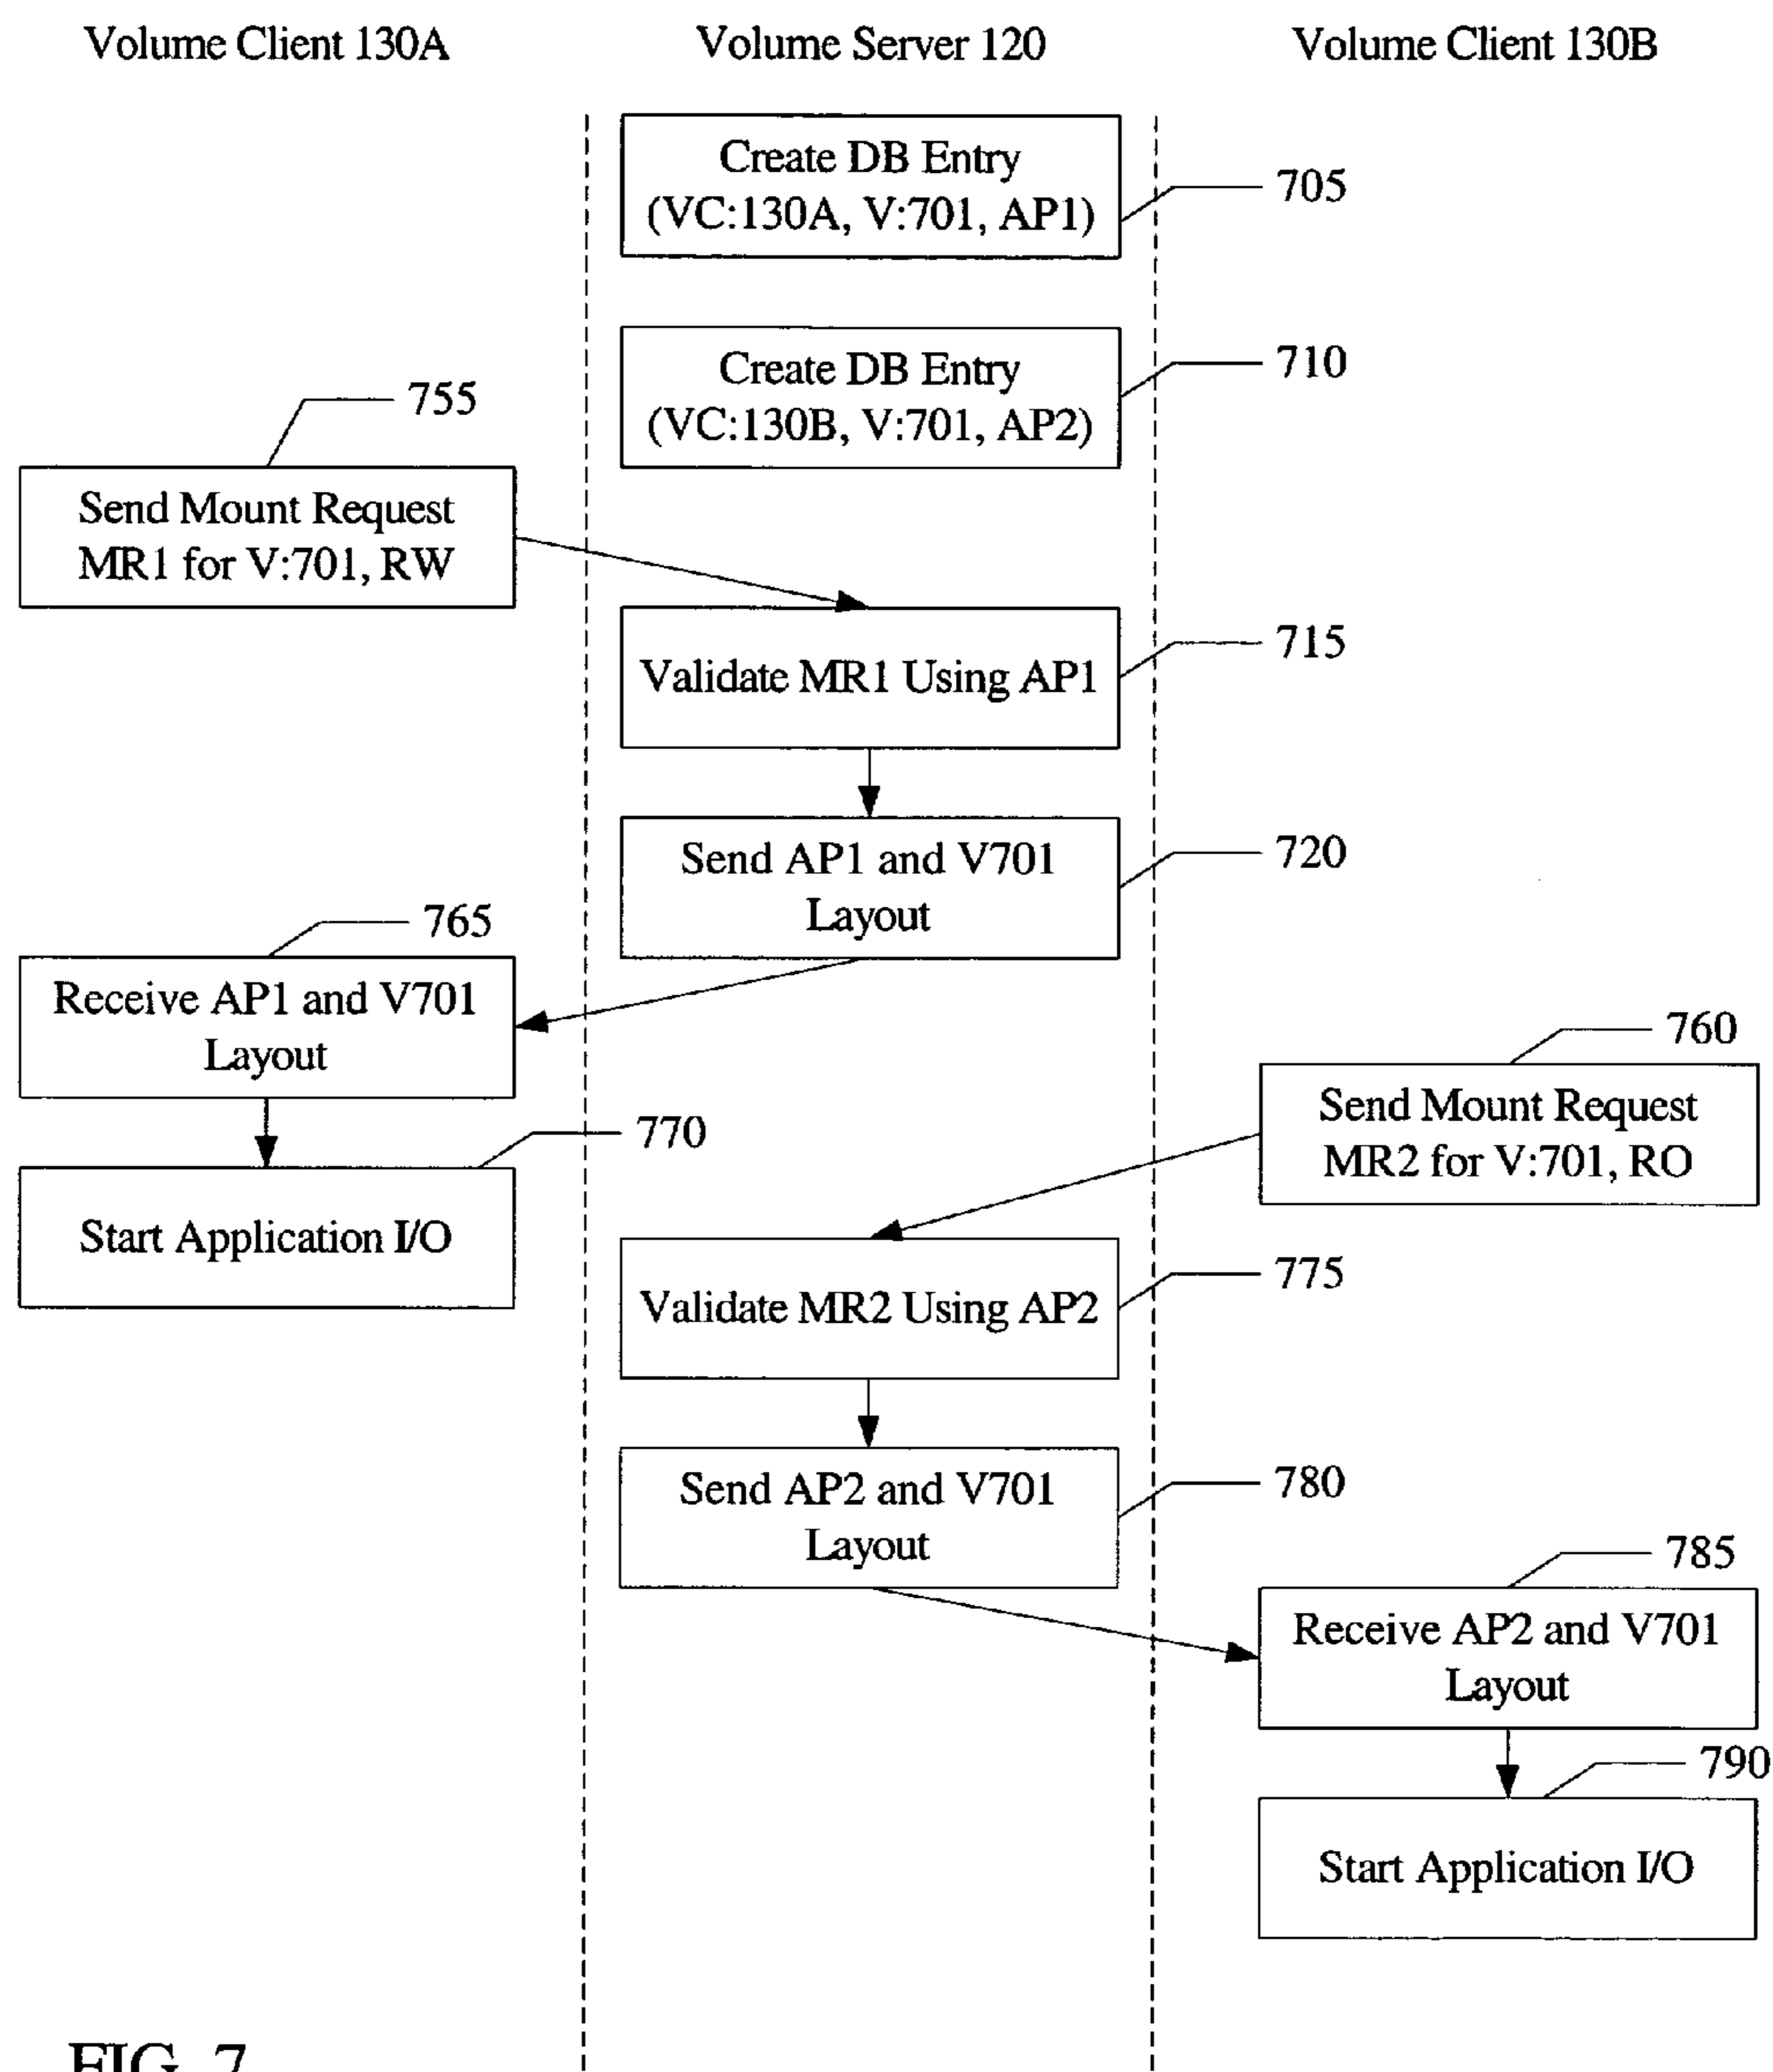 Volume Client 130A
Volume Server 120
Volume Client 130B
Create DB Entry
(VC:130A, V:701, AP1)
705
Create DB Entry
(VC:130B, V:701, AP2)
710
755
Send Mount Request
MR1 for V:701, RW
Validate MR1 Using AP1
715
Send AP1 and V701
Layout
720
765
Receive AP1 and V701
Layout
760
Send Mount Request
MR2 for V:701, RO
770
Start Application I/O
Validate MR2 Using AP2
775
Send AP2 and V701
Layout
780
785
Receive AP2 and V701
Layout
790
Start Application I/O
FIG. 7